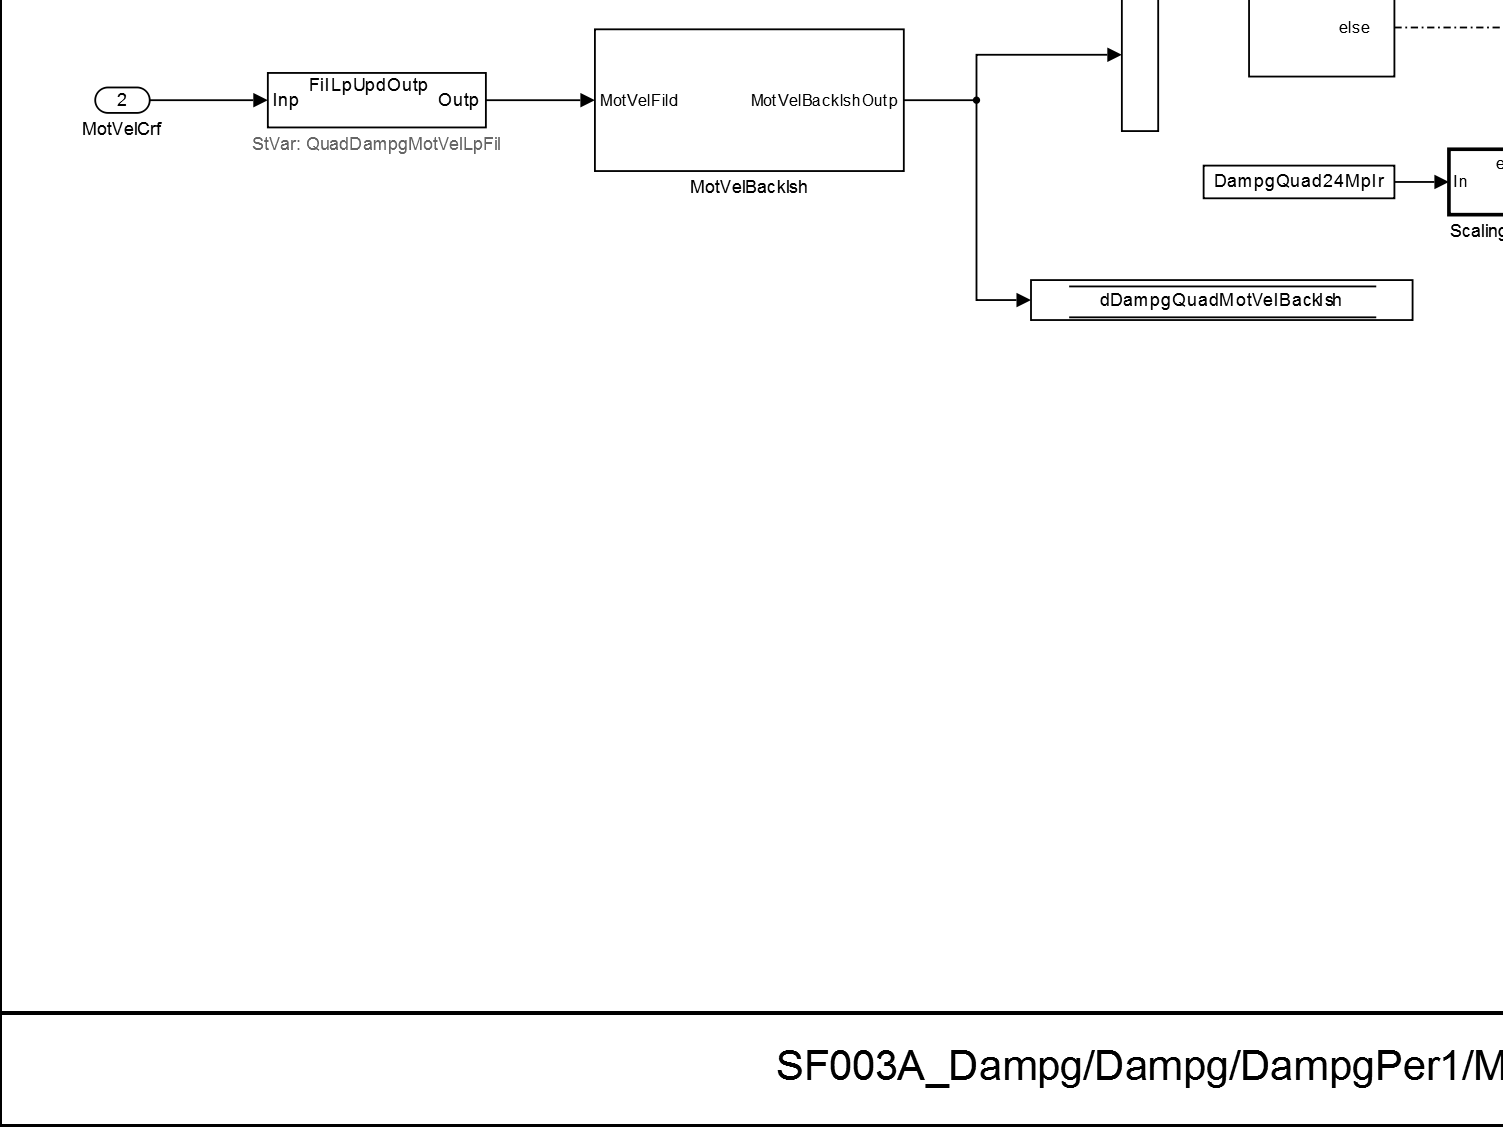 else
2
MotVelCrf
FilLpUpdOutp
Inp
Outp
StVar: QuadDampgMotVelLpFil
MotVelFild
MotVelBacklshOutp
MotVelBacklsh
DampgQuad24Mplr
In
e
Scaling
dDampgQuadMotVelBacklsh
SF003A_Dampg/Dampg/DampgPer1/M